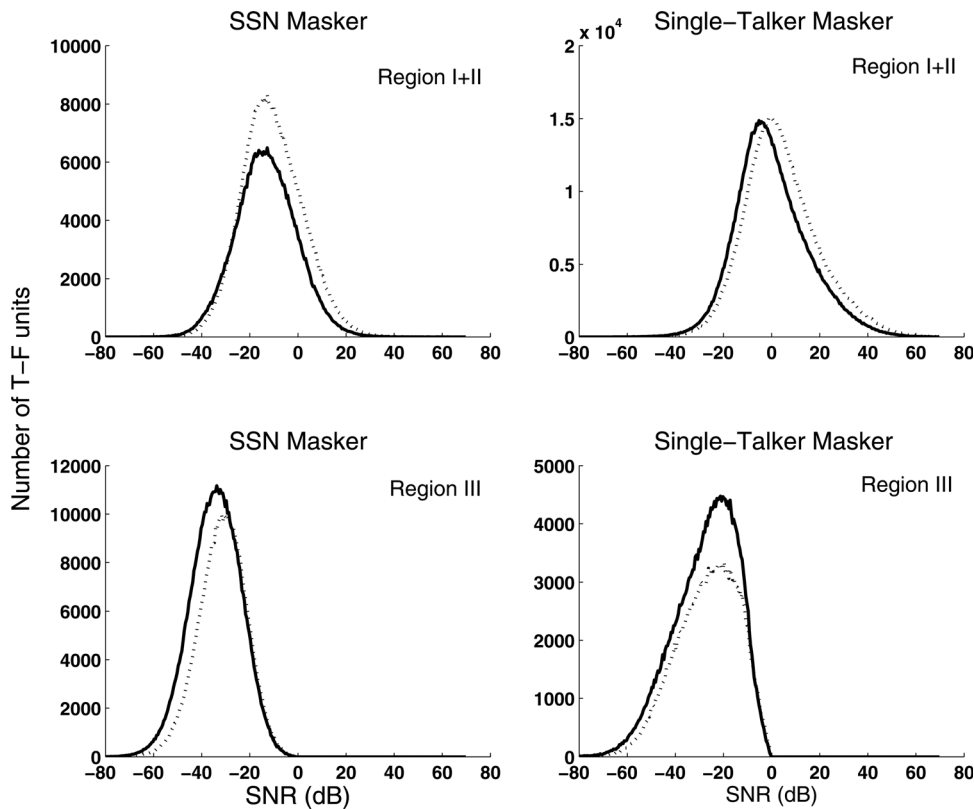 SSN Masker
10000
8000
6000
4000
2000
0
−80 −60 −40 −20 0 20 40 60 80
Region I+II
Single−Talker Masker
x 10^4
2
1.5
1
0.5
0
−80 −60 −40 −20 0 20 40 60 80
Region I+II
Number of T−F units
SSN Masker
12000
10000
8000
6000
4000
2000
0
−80 −60 −40 −20 0 20 40 60 80
SNR (dB)
Region III
Single−Talker Masker
5000
4000
3000
2000
1000
0
−80 −60 −40 −20 0 20 40 60 80
SNR (dB)
Region III